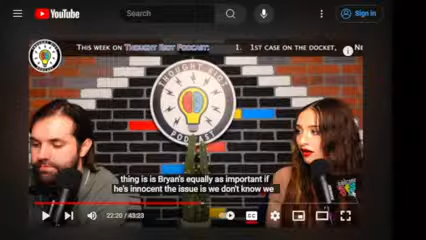 YouTube
Search
Sign in
THIS WEEK ON THOUGHT RIOT PODCAST: 1. 1ST CASE ON THE DOCKET,
THOUGHT RIOT
PODCAST
thing is is Bryan's equally as important if
he's innocent the issue is we don't know we
22:20 / 43:23
CC